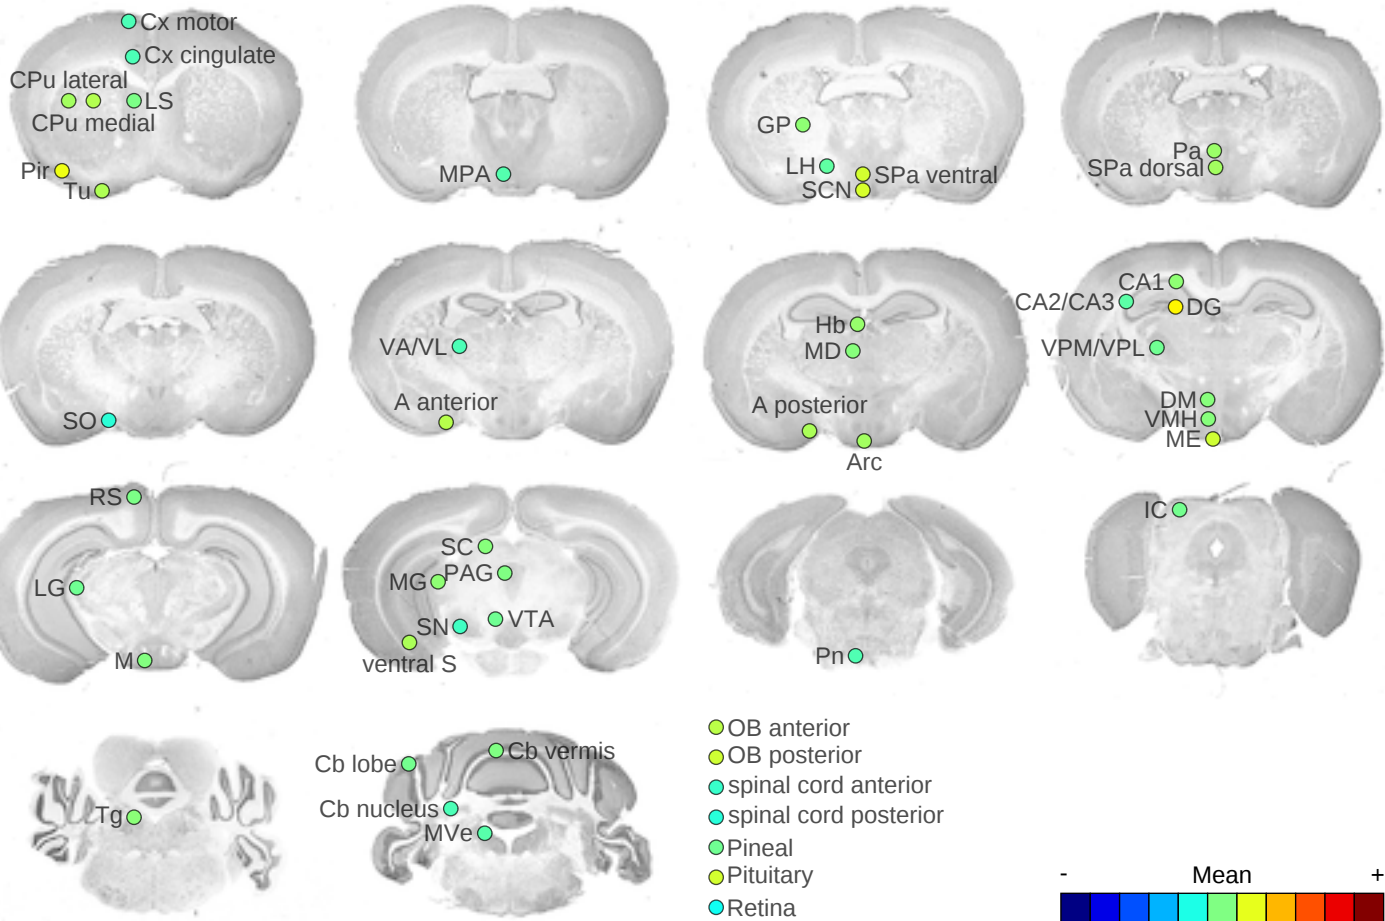 Cx motor
Cx cingulate
CPu lateral
LS
CPu medial
Pir
Tu
MPA
GP
LH
SPa ventral
SCN
Pa
SPa dorsal
SO
VA/VL
A anterior
Hb
MD
A posterior
Arc
CA1
CA2/CA3
DG
VPM/VPL
DM
VMH
ME
RS
LG
M
SC
MG
PAG
SN
VTA
ventral S
Pn
IC
Tg
Cb lobe
Cb vermis
Cb nucleus
MVe
OB anterior
OB posterior
spinal cord anterior
spinal cord posterior
Pineal
Pituitary
Retina
- Mean +